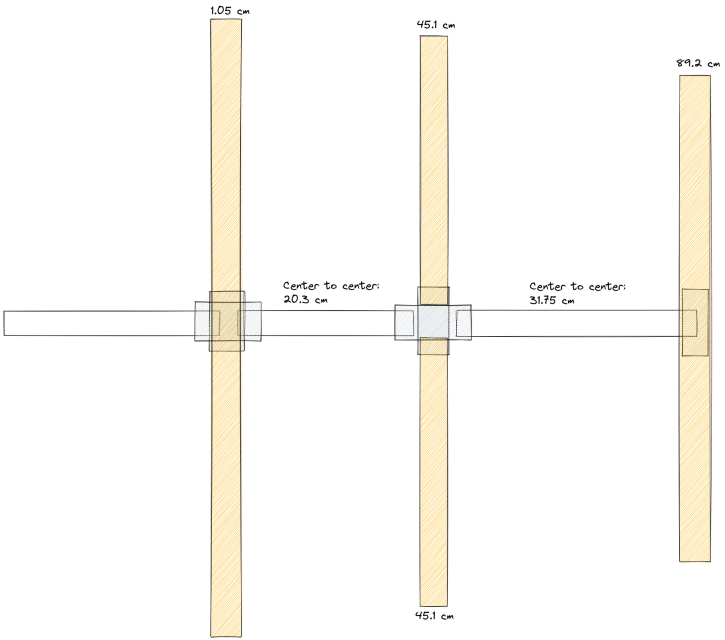 1.05 cm
45.1 cm
89.2 cm
Center to center:
20.3 cm
Center to center:
31.75 cm
45.1 cm